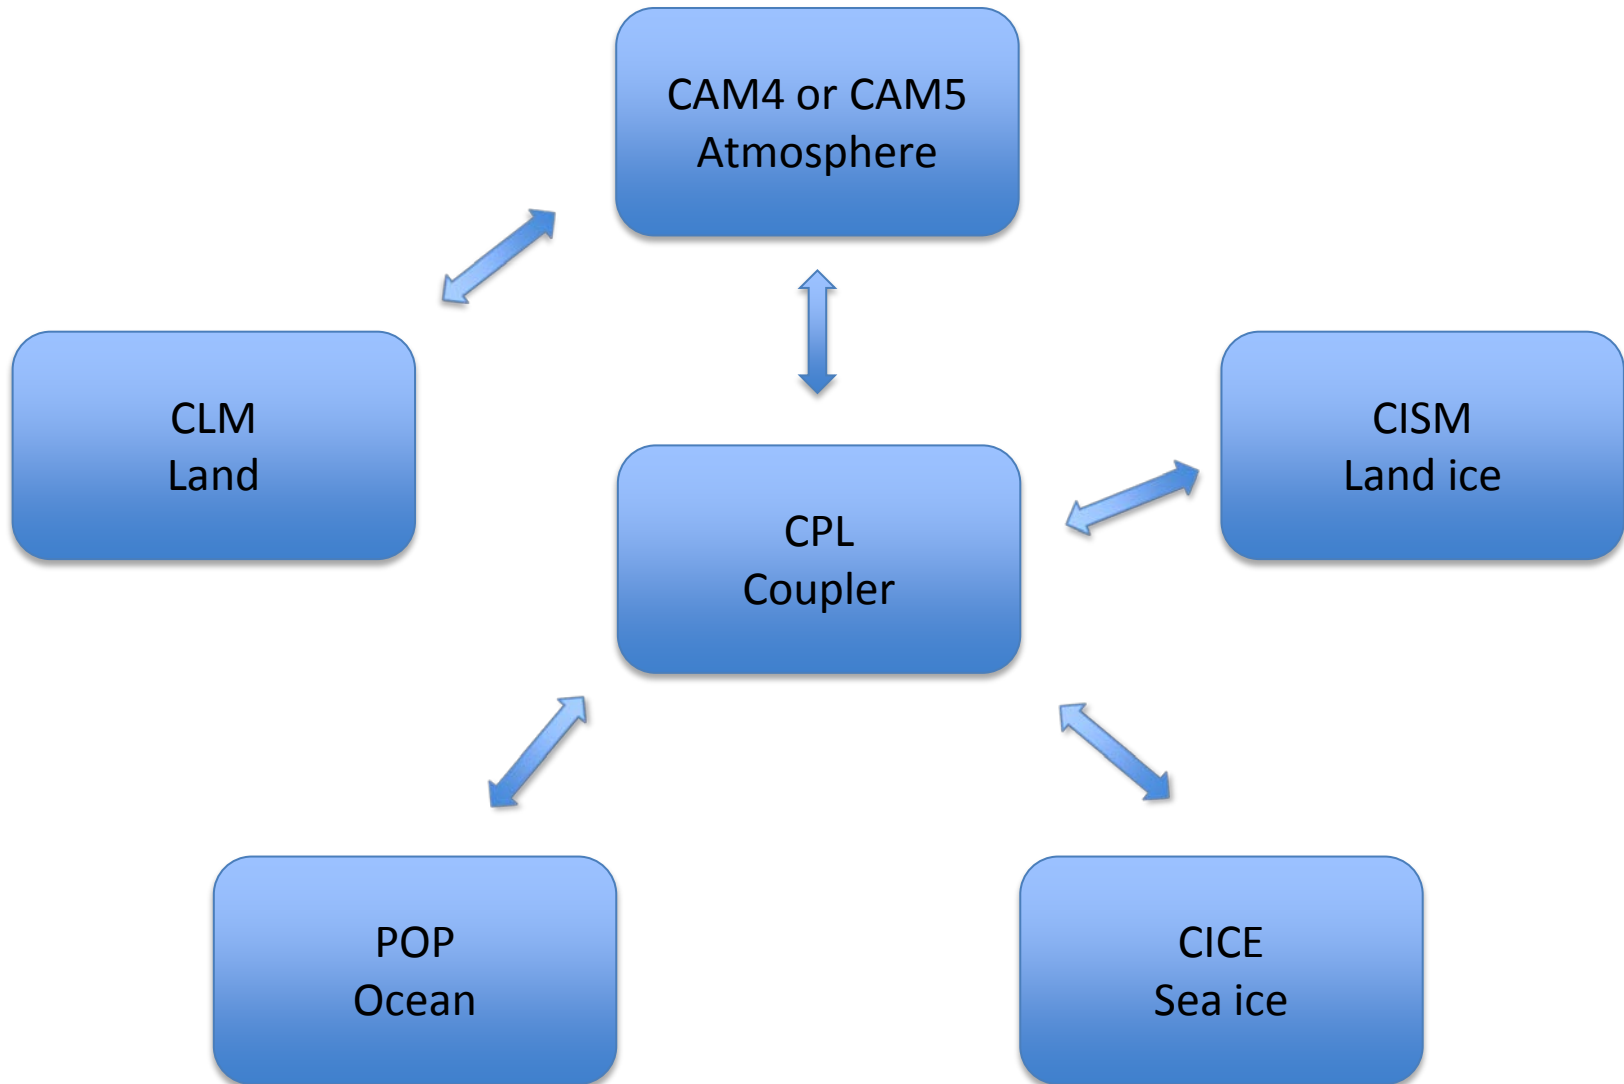 CAM4 or CAM5
Atmosphere
CLM
Land
CISM
Land ice
CPL
Coupler
POP
Ocean
CICE
Sea ice